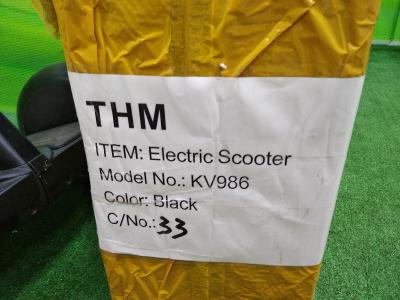 THM
ITEM: Electric Scooter
Model No.: KV986
Color: Black
C/No.: 33